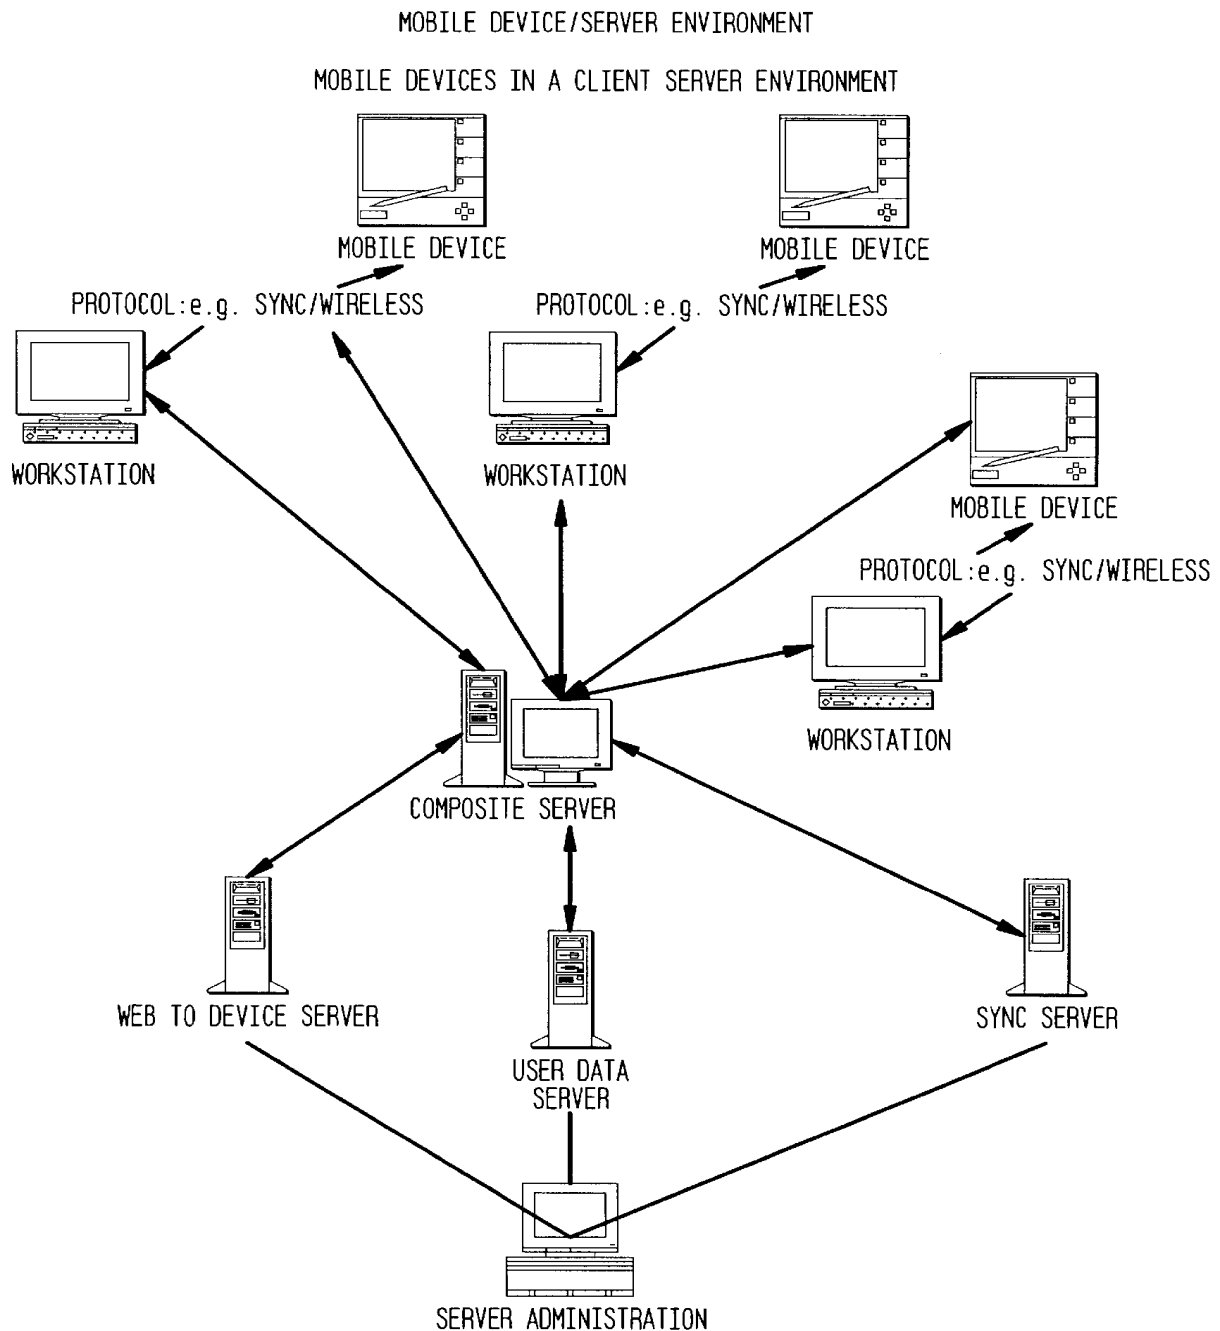 MOBILE DEVICE/SERVER ENVIRONMENT
MOBILE DEVICES IN A CLIENT SERVER ENVIRONMENT
MOBILE DEVICE
MOBILE DEVICE
PROTOCOL:e.g. SYNC/WIRELESS
PROTOCOL:e.g. SYNC/WIRELESS
WORKSTATION
WORKSTATION
MOBILE DEVICE
PROTOCOL:e.g. SYNC/WIRELESS
WORKSTATION
COMPOSITE SERVER
WEB TO DEVICE SERVER
SYNC SERVER
USER DATA
SERVER
SERVER ADMINISTRATION